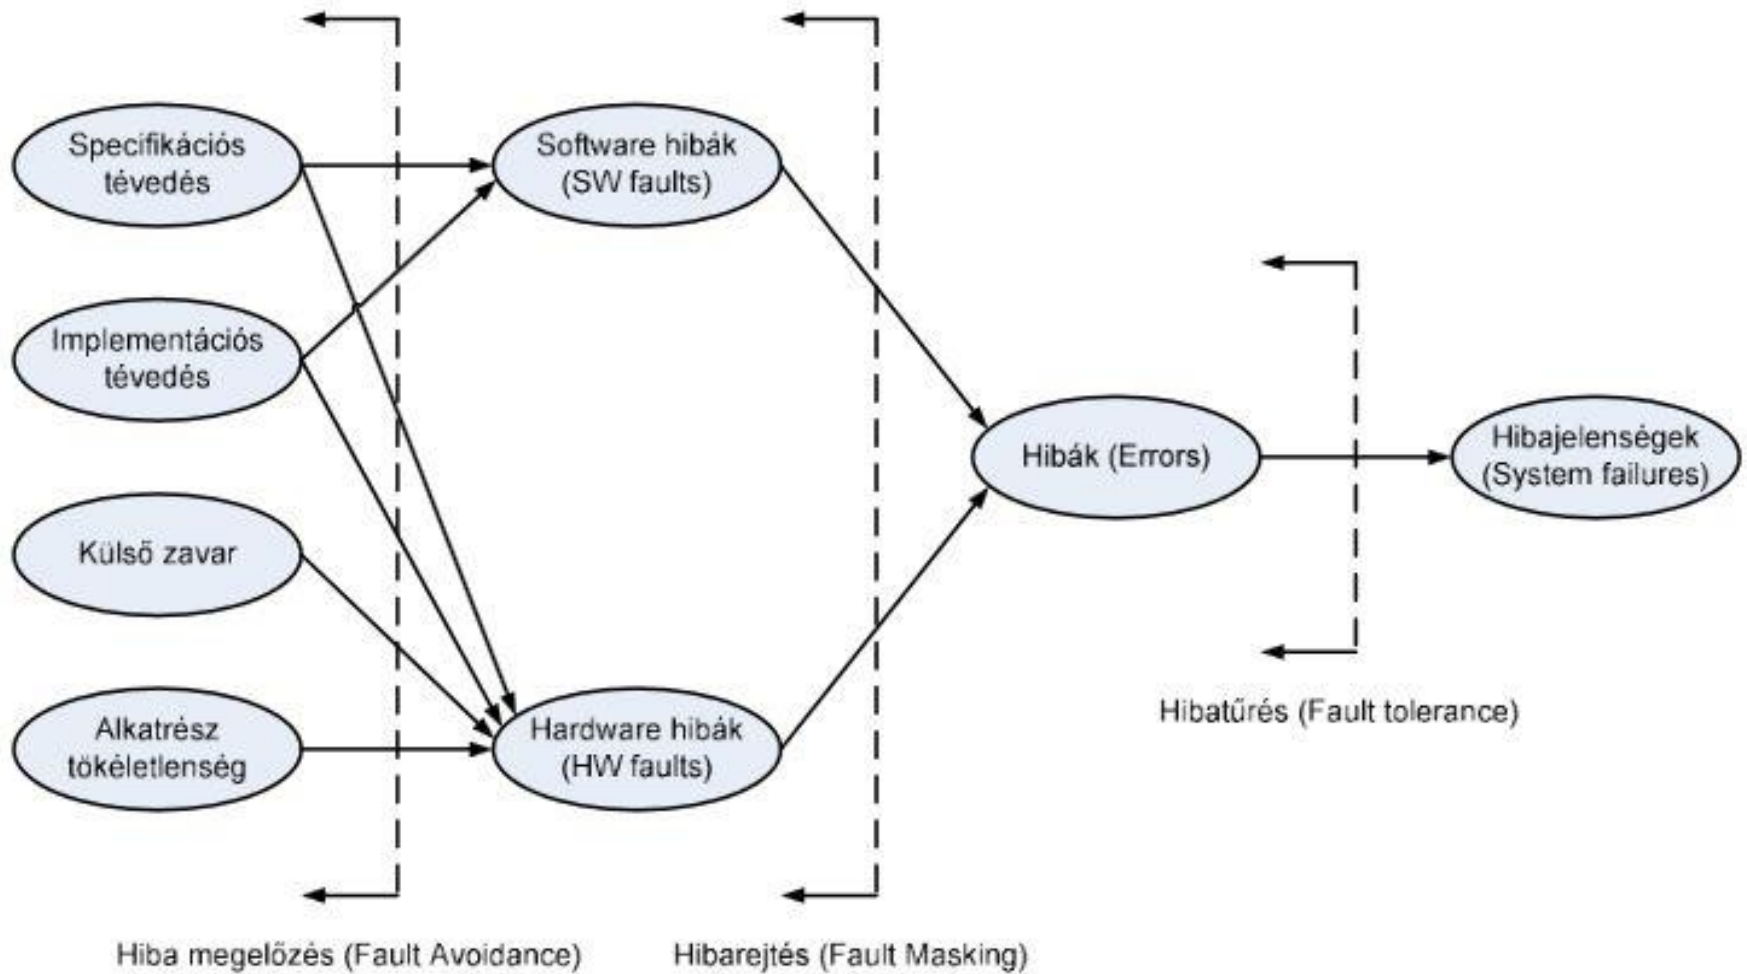 Specifikációs
tévedés
Software hibák
(SW faults)
Implementációs
tévedés
Hibák (Errors)
Hibajelenségek
(System failures)
Külső zavar
Alkatrész
tökéletlenség
Hardware hibák
(HW faults)
Hibatűrés (Fault tolerance)
Hiba megelőzés (Fault Avoidance)
Hibarejtés (Fault Masking)